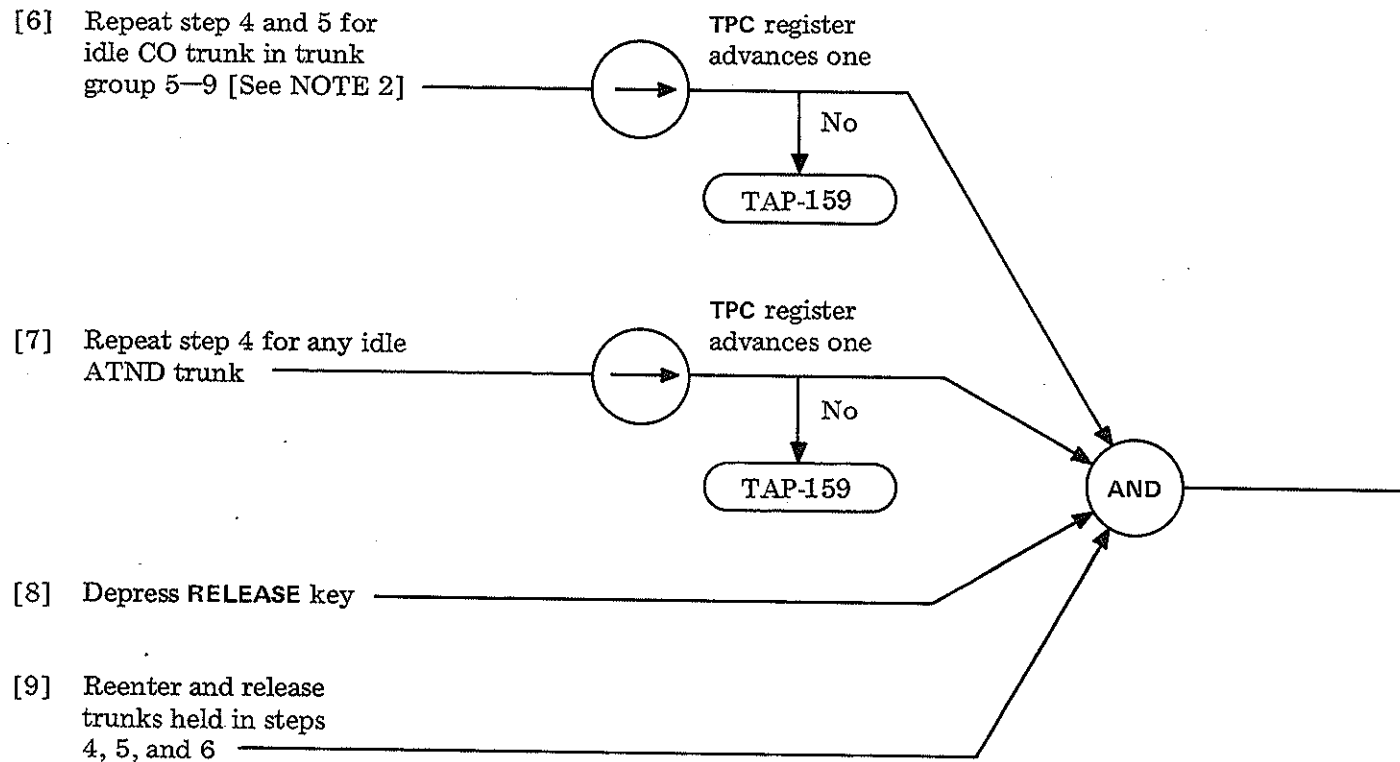 [6] Repeat step 4 and 5 for
idle CO trunk in trunk
group 5—9 [See NOTE 2]
TPC register
advances one
No
TAP-159
[7] Repeat step 4 for any idle
ATND trunk
TPC register
advances one
No
TAP-159
AND
[8] Depress RELEASE key
[9] Reenter and release
trunks held in steps
4, 5, and 6